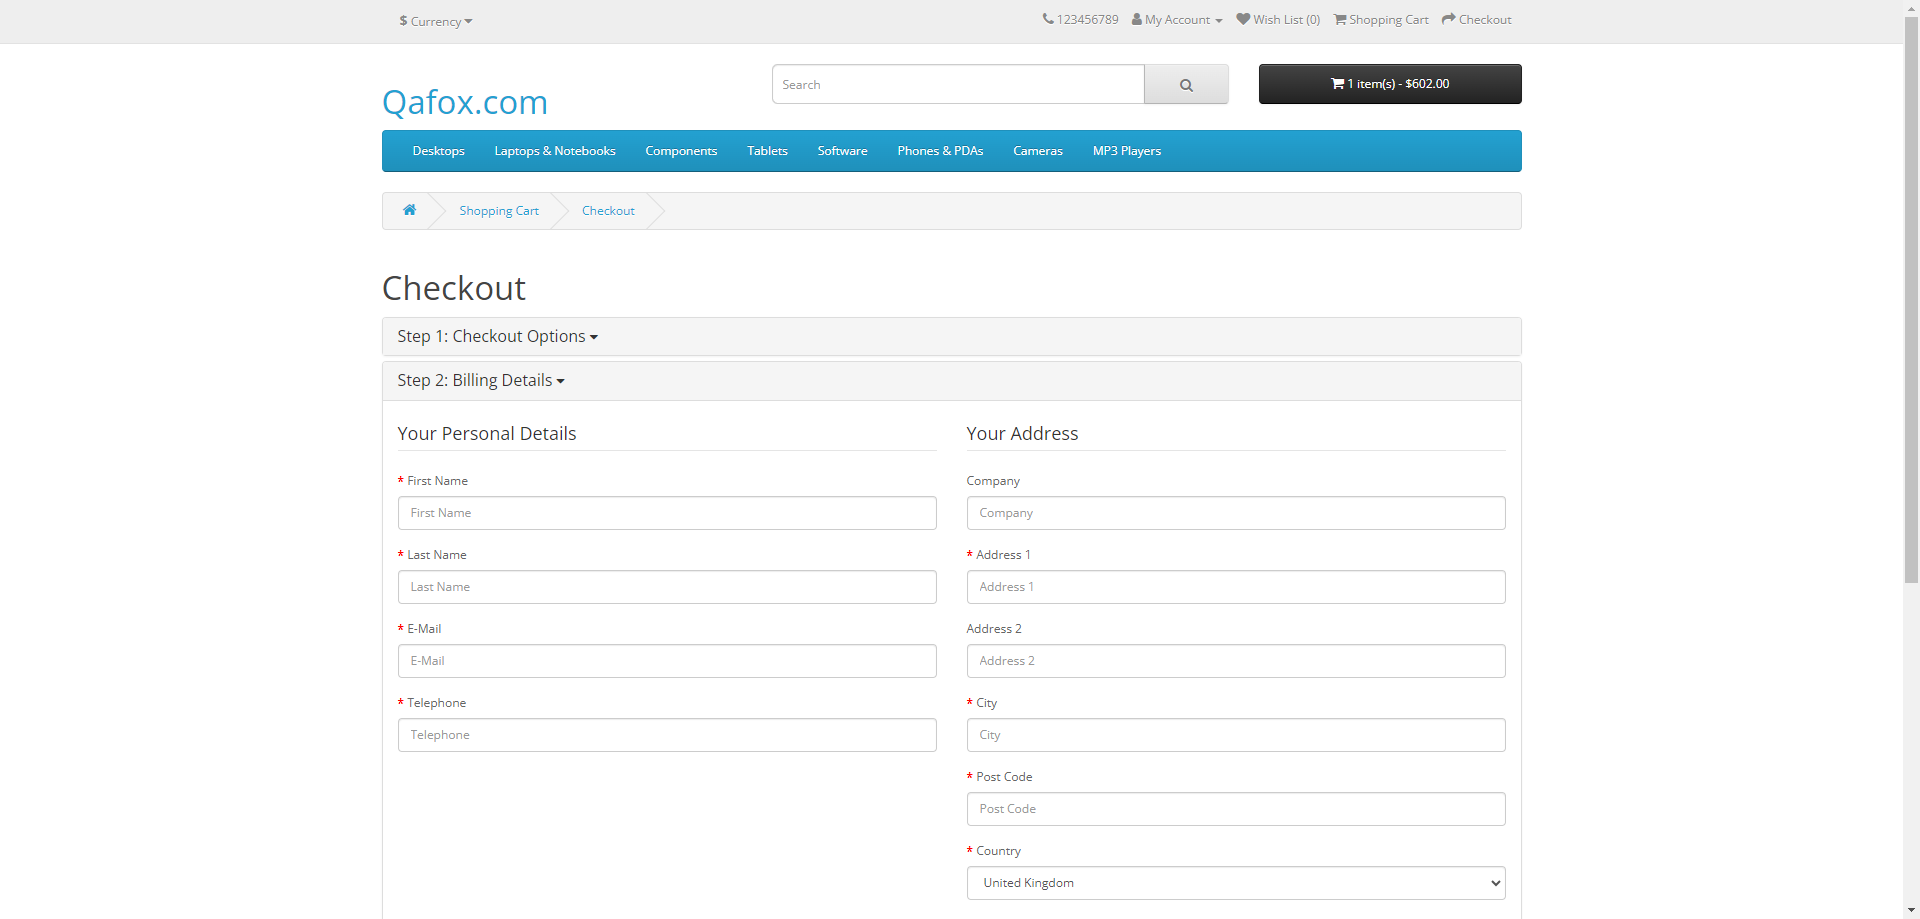 $ Currency
123456789 My Account Wish List (0) Shopping Cart Checkout
Qafox.com
Search
1 item(s) - $602.00
Desktops Laptops & Notebooks Components Tablets Software Phones & PDAs Cameras MP3 Players
Shopping Cart Checkout
Checkout
Step 1: Checkout Options
Step 2: Billing Details
Your Personal Details
* First Name
First Name
* Last Name
Last Name
* E-Mail
E-Mail
* Telephone
Telephone
Your Address
Company
Company
* Address 1
Address 1
Address 2
Address 2
* City
City
* Post Code
Post Code
* Country
United Kingdom